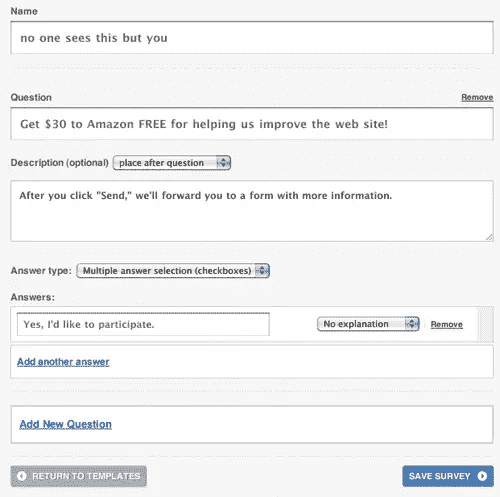 Name
no one sees this but you
Question Remove
Get $30 to Amazon FREE for helping us improve the web site!
Description (optional) place after question
After you click "Send," we'll forward you to a form with more information.
Answer type: Multiple answer selection (checkboxes)
Answers:
Yes, I'd like to participate. No explanation Remove
Add another answer
Add New Question
RETURN TO TEMPLATES SAVE SURVEY